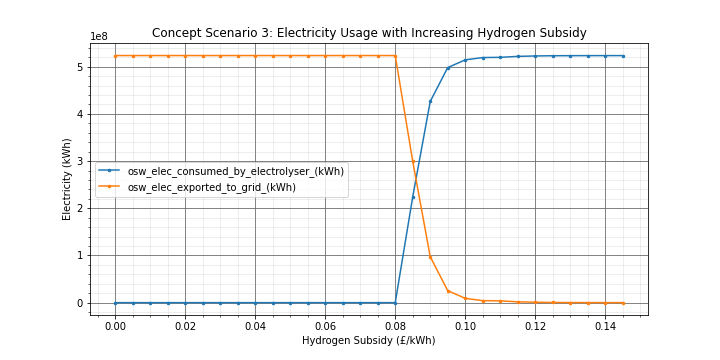 Concept Scenario 3: Electricity Usage with Increasing Hydrogen Subsidy
1e8
5
4
3
2
1
0
Electricity (kWh)
osw_elec_consumed_by_electrolyser_(kWh)
osw_elec_exported_to_grid_(kWh)
0.00 0.02 0.04 0.06 0.08 0.10 0.12 0.14
Hydrogen Subsidy (£/kWh)